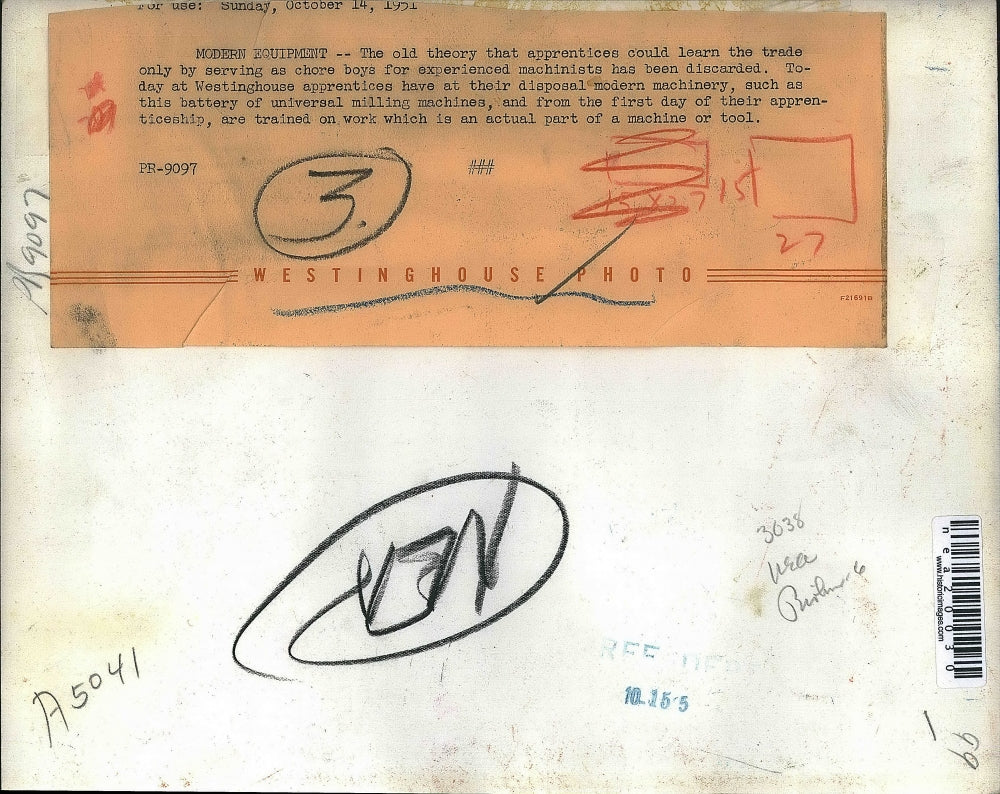 For use: Sunday, October 14, 1951
MODERN EQUIPMENT -- The old theory that apprentices could learn the trade
only by serving as chore boys for experienced machinists has been discarded. To-
day at Westinghouse apprentices have at their disposal modern machinery, such as
this battery of universal milling machines, and from the first day of their appren-
ticeship, are trained on work which is an actual part of a machine or tool.
PR-9097
###
3.
15
27
WESTINGHOUSE PHOTO
F21691B
9097
3038
nea
A5041
10.15 5
nea20030
www.historicimages.com
99